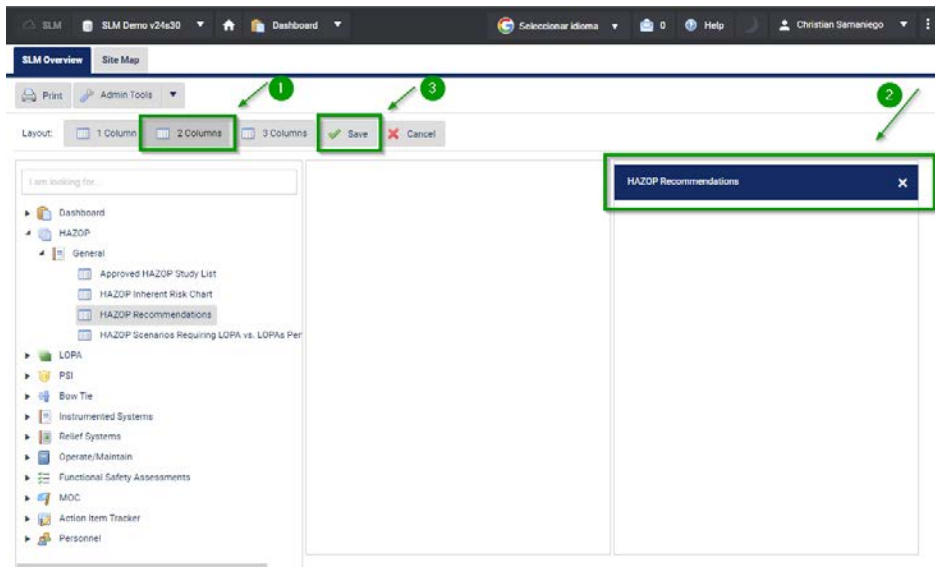 SLM SLM Demo v24s30 Dashboard Seleccionar idioma 0 Help Christian Samaniego
SLM Overview Site Map
Print Admin Tools 1 3 2
Layout: 1 Column 2 Columns 3 Columns Save Cancel
I am looking for... HAZOP Recommendations
Dashboard
HAZOP
General
Approved HAZOP Study List
HAZOP Inherent Risk Chart
HAZOP Recommendations
HAZOP Scenarios Requiring LOPA vs. LOPAs Per
LOPA
PSI
Bow Tie
Instrumented Systems
Relief Systems
Operate/Maintain
Functional Safety Assessments
MOC
Action Item Tracker
Personnel